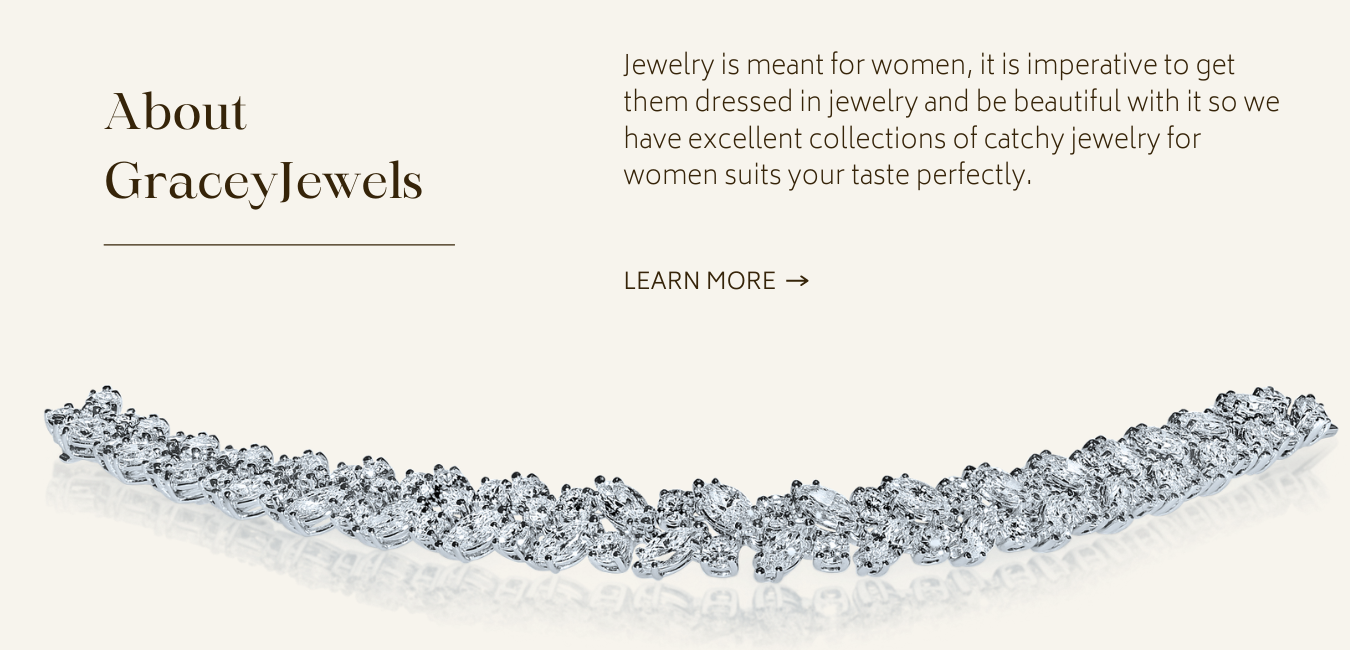 About
GraceyJewels
Jewelry is meant for women, it is imperative to get
them dressed in jewelry and be beautiful with it so we
have excellent collections of catchy jewelry for
women suits your taste perfectly.
LEARN MORE →